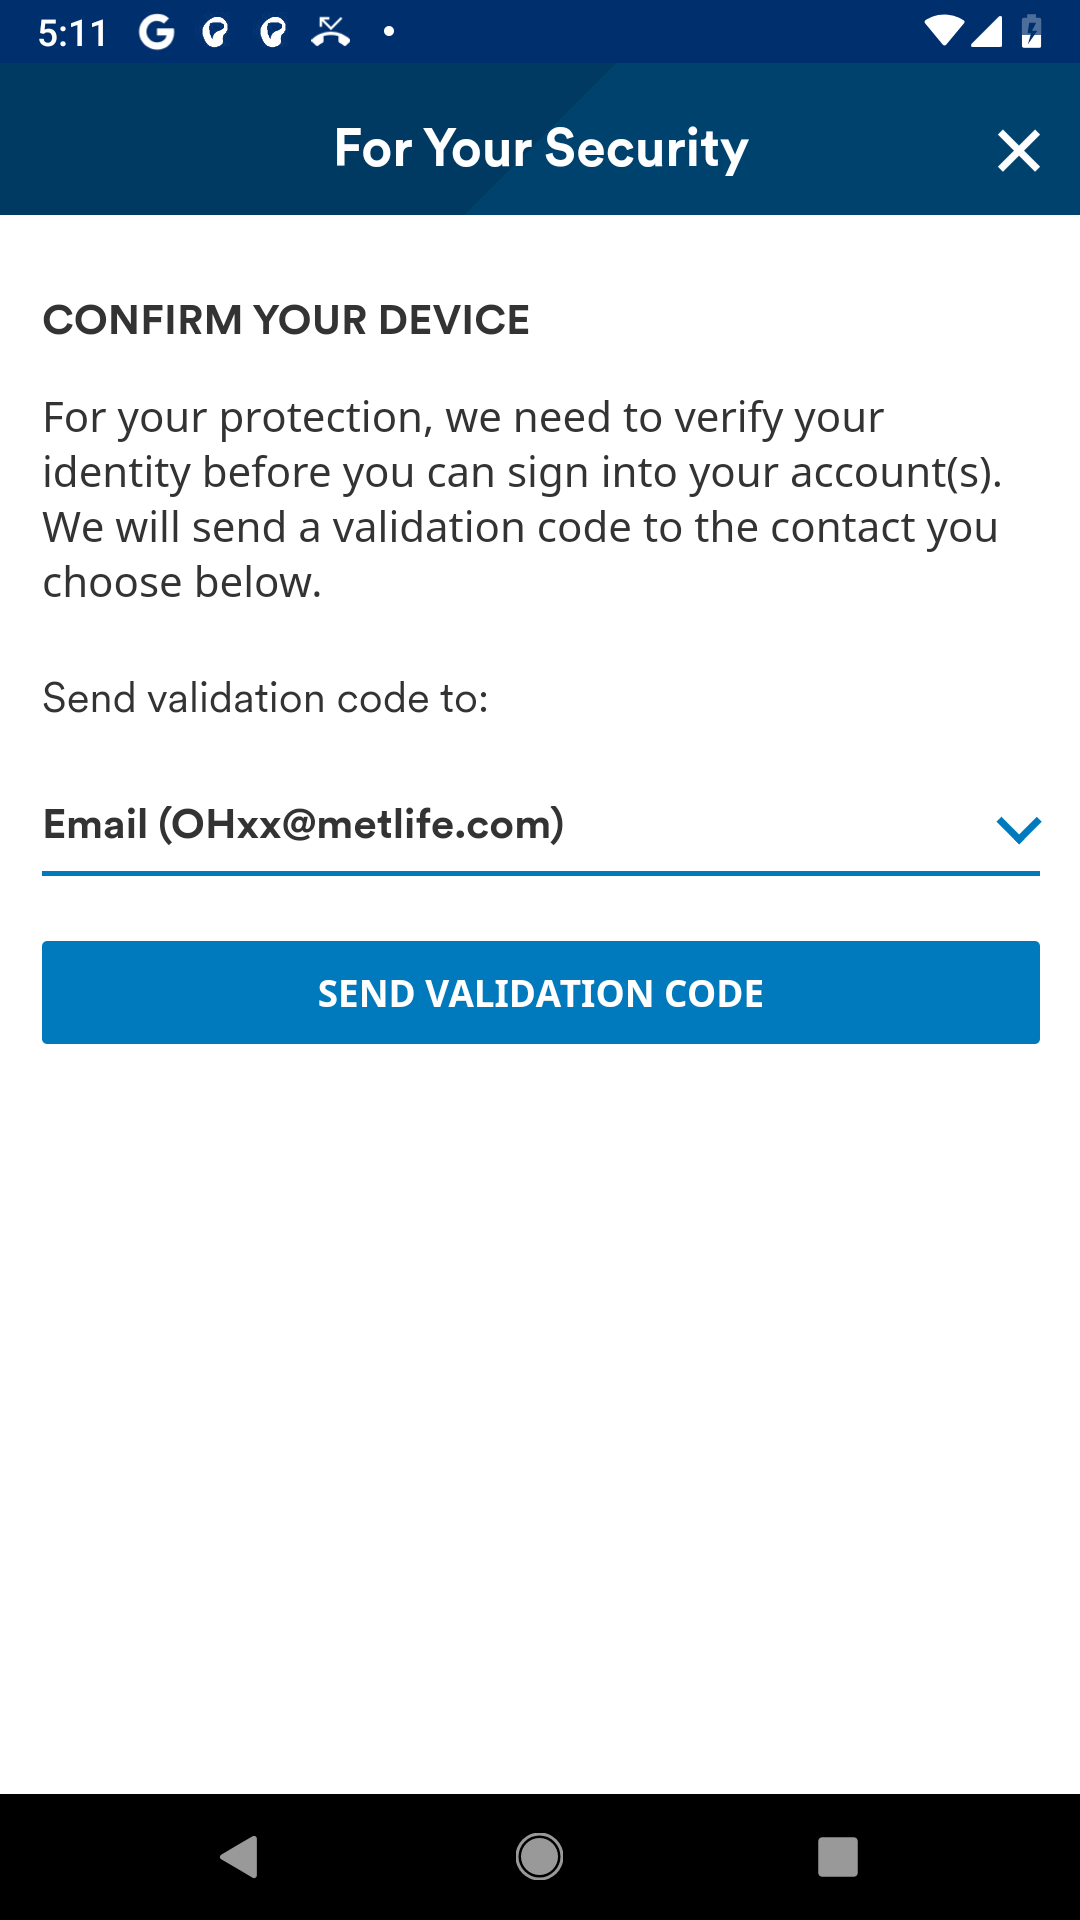 5:11
For Your Security
CONFIRM YOUR DEVICE
For your protection, we need to verify your
identity before you can sign into your account(s).
We will send a validation code to the contact you
choose below.
Send validation code to:
Email (OHxx@metlife.com)
SEND VALIDATION CODE